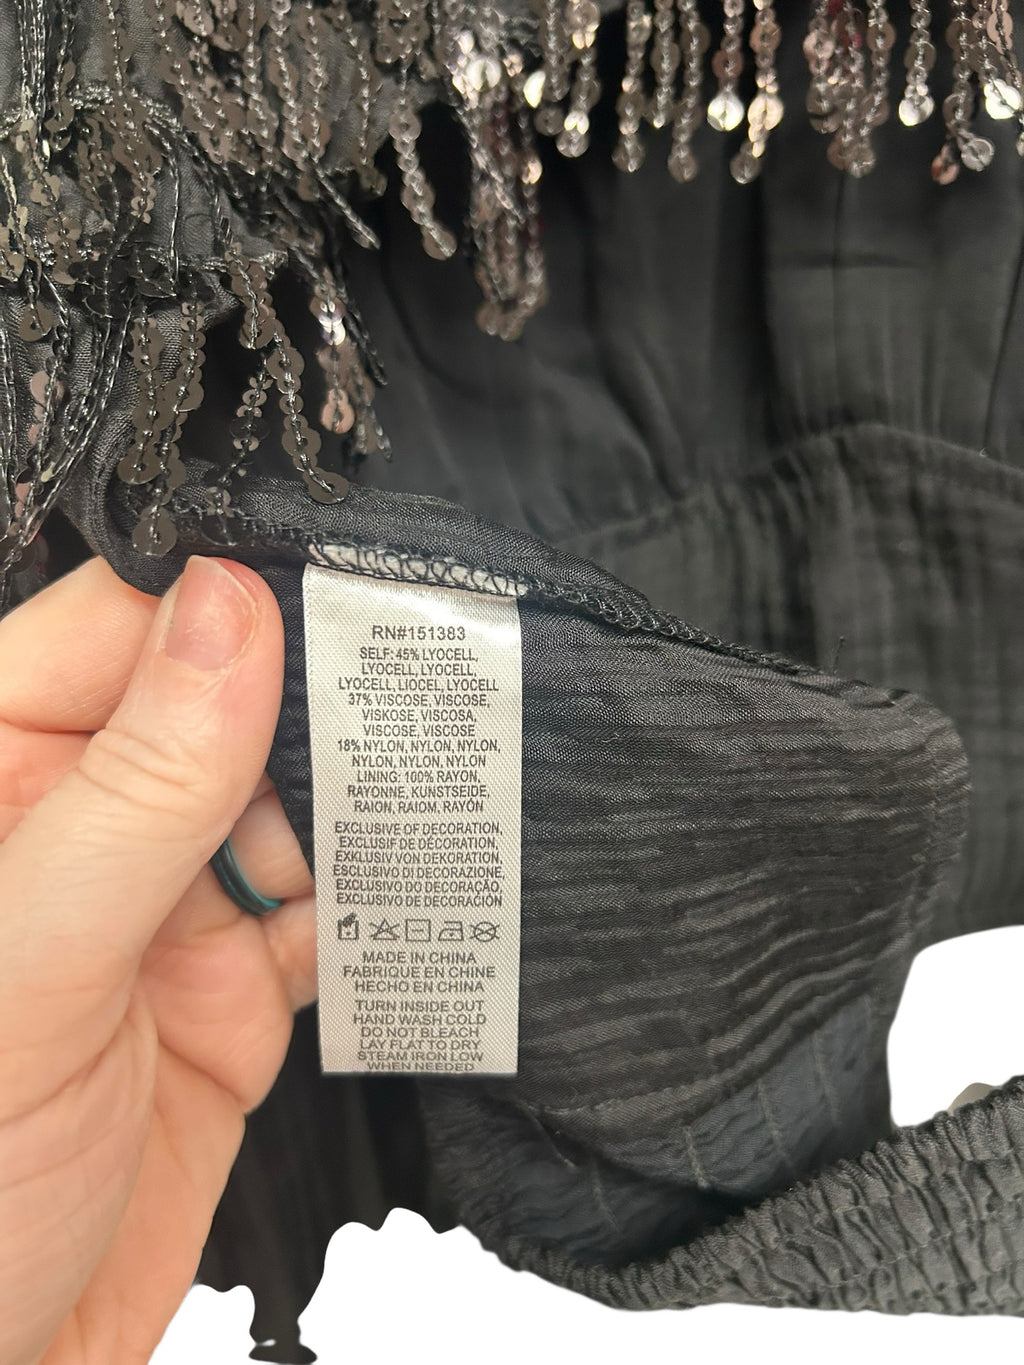 RN#151383
SELF: 45% LYOCELL,
LYOCELL, LYOCELL,
LYOCELL, LIOCEL, LYOCELL
37% VISCOSE, VISCOSE,
VISKOSE, VISCOSA,
VISCOSE, VISCOSE
18% NYLON, NYLON, NYLON,
NYLON, NYLON, NYLON
LINING: 100% RAYON,
RAYONNE, KUNSTSEIDE,
RAION, RAIOM, RAYÓN
EXCLUSIVE OF DECORATION,
EXCLUSIF DE DÉCORATION,
EXKLUSIV VON DEKORATION,
ESCLUSIVO DI DECORAZIONE,
EXCLUSIVO DO DECORAÇÃO,
EXCLUSIVO DE DECORACIÓN
MADE IN CHINA
FABRIQUE EN CHINE
HECHO EN CHINA
TURN INSIDE OUT
HAND WASH COLD
DO NOT BLEACH
LAY FLAT TO DRY
STEAM IRON LOW
WHEN NEEDED